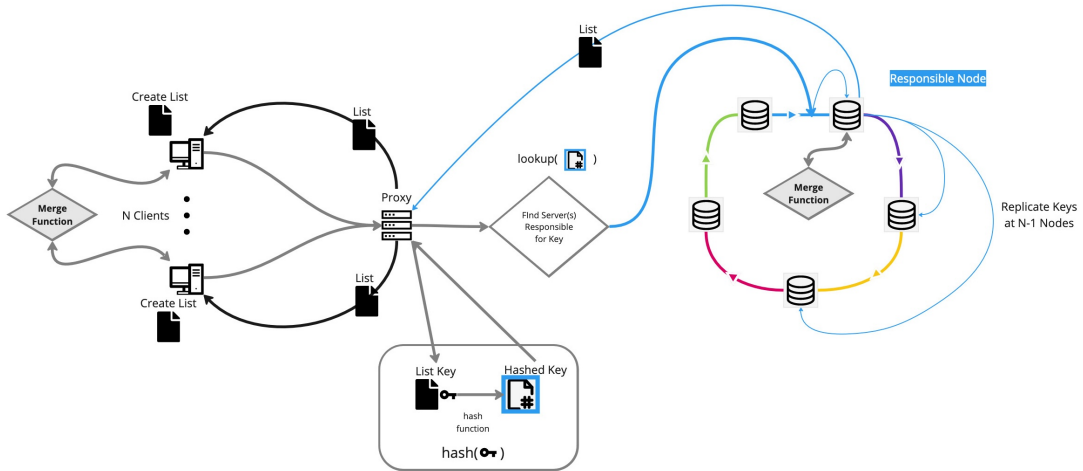 List
Responsible Node
Create List
List
lookup( # )
Proxy
Merge
Function
N Clients
FInd Server(s)
Responsible
for Key
Merge
Function
Replicate Keys
at N-1 Nodes
List
Create List
List Key
Hashed Key
#
hash
function
hash( )